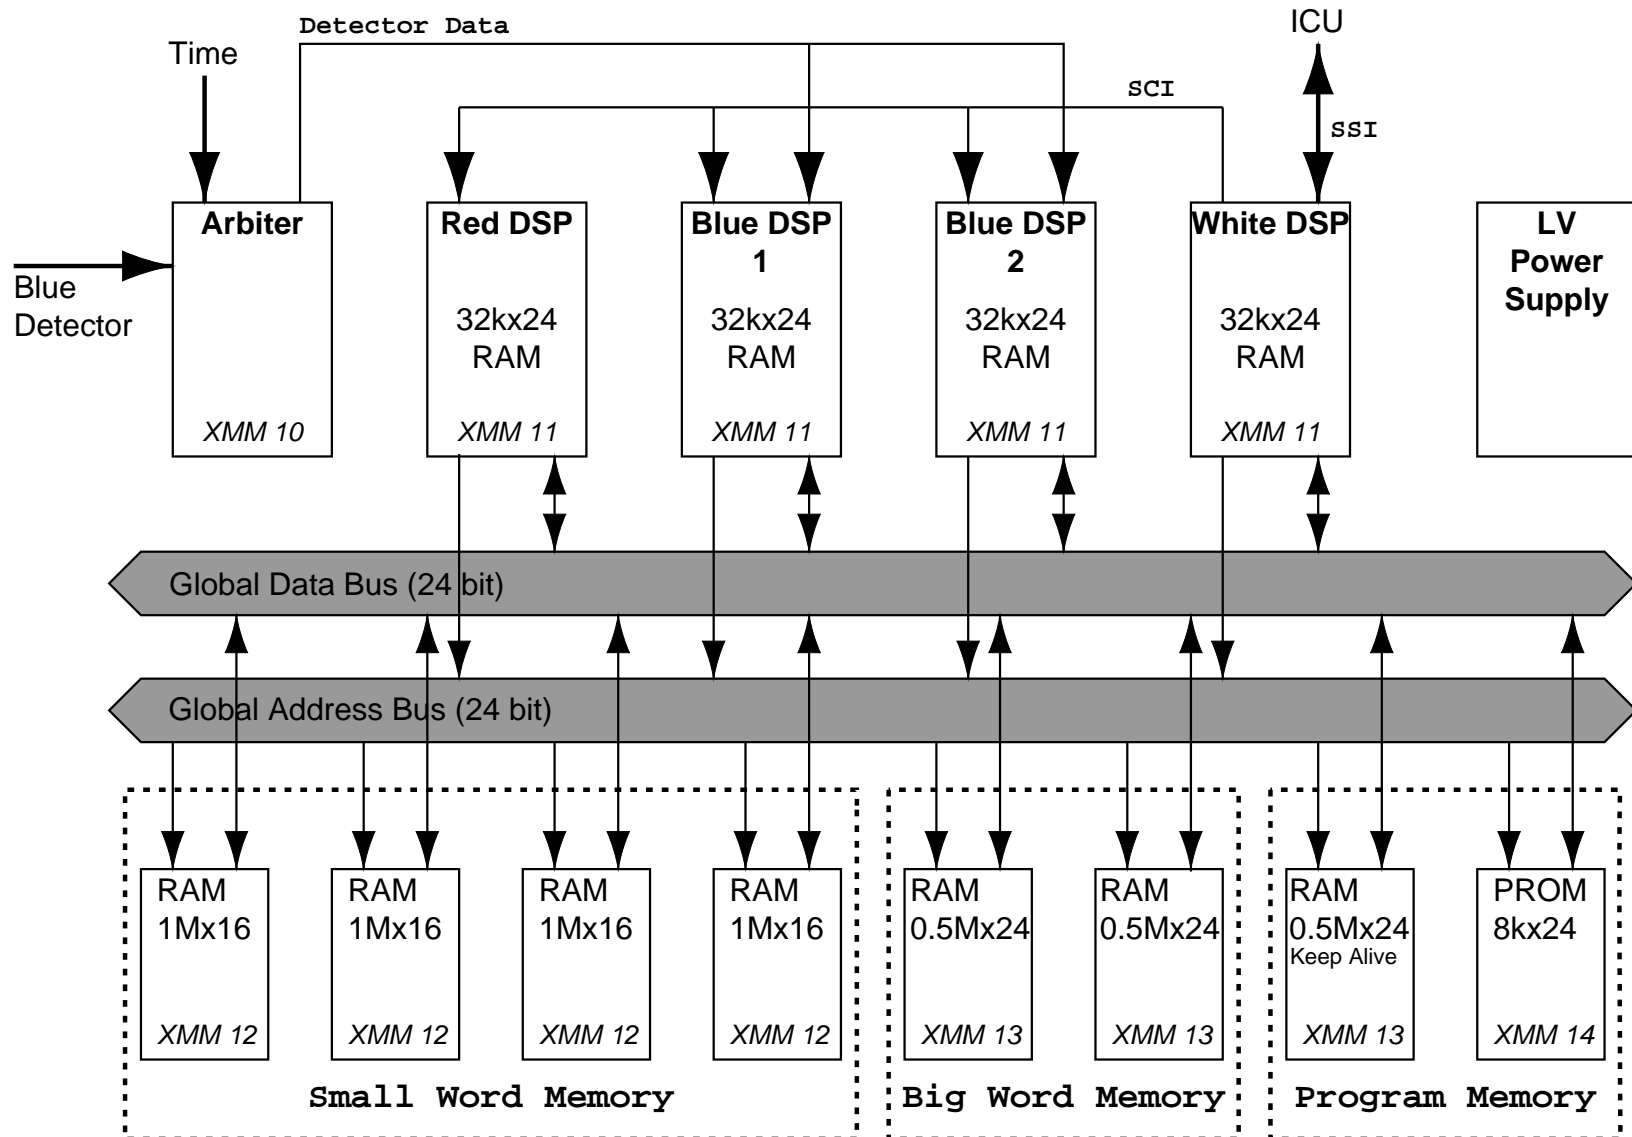 Detector Data
ICU
Time
SCI
SSI
Arbiter
XMM 10
Red DSP
32kx24
RAM
XMM 11
Blue DSP
1
32kx24
RAM
XMM 11
Blue DSP
2
32kx24
RAM
XMM 11
White DSP
32kx24
RAM
XMM 11
LV
Power
Supply
Blue
Detector
Global Data Bus (24 bit)
Global Address Bus (24 bit)
RAM
1Mx16
XMM 12
RAM
1Mx16
XMM 12
RAM
1Mx16
XMM 12
RAM
1Mx16
XMM 12
Small Word Memory
RAM
0.5Mx24
XMM 13
RAM
0.5Mx24
XMM 13
Big Word Memory
RAM
0.5Mx24
Keep Alive
XMM 13
PROM
8kx24
XMM 14
Program Memory